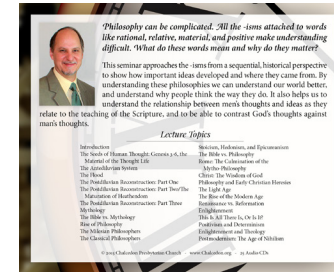 Philosophy can be complicated. All the -isms attached to words
like rational, relative, material, and positive make understanding
difficult. What do these words mean and why do they matter?
This seminar approaches the -isms from a sequential, historical perspective
to show how important ideas developed and where they came from. By
understanding these philosophies we can understand our world better,
and understand why people think the way they do. It also helps us to
understand the relationship between men's thoughts and ideas as they
relate to the teaching of the Scripture, and to be able to contrast God's thoughts against
man's thoughts.
Lecture Topics
Introduction
The Seeds of Human Thought: Genesis 3-6, the
Material of the Thought Life
The Antediluvian System
The Flood
The Postdiluvian Reconstruction: Part One
The Postdiluvian Reconstruction: Part Two/The
Maturation of Heathendom
The Postdiluvian Reconstruction: Part Three
Mythology
The Bible vs. Mythology
Rise of Philosophy
The Milesian Philosophers
The Classical Philosophers
Stoicism, Hedonism, and Epicureanism
The Bible vs. Philosophy
Rome: The Culmination of the
Mytho-Philosophy
Christ: The Wisdom of God
Philosophy and Early Christian Heresies
The Light Age
The Rise of the Modern Age
Renaissance vs. Reformation
Enlightenment
This Is All There Is, Or Is It?
Positivism and Determinism
Enlightenment and Theology
Postmodernism: The Age of Nihilism
© 2013 Chalcedon Presbyterian Church - www.Chalcedon.org - 25 Audio CDs